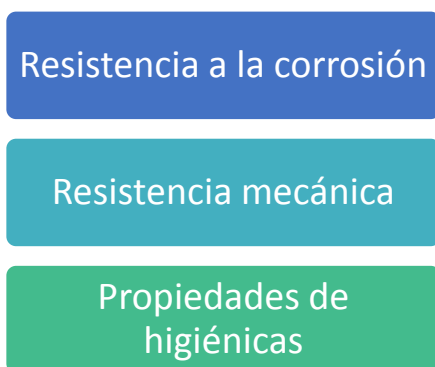 Resistencia a la corrosión
Resistencia mecánica
Propiedades de
higiénicas